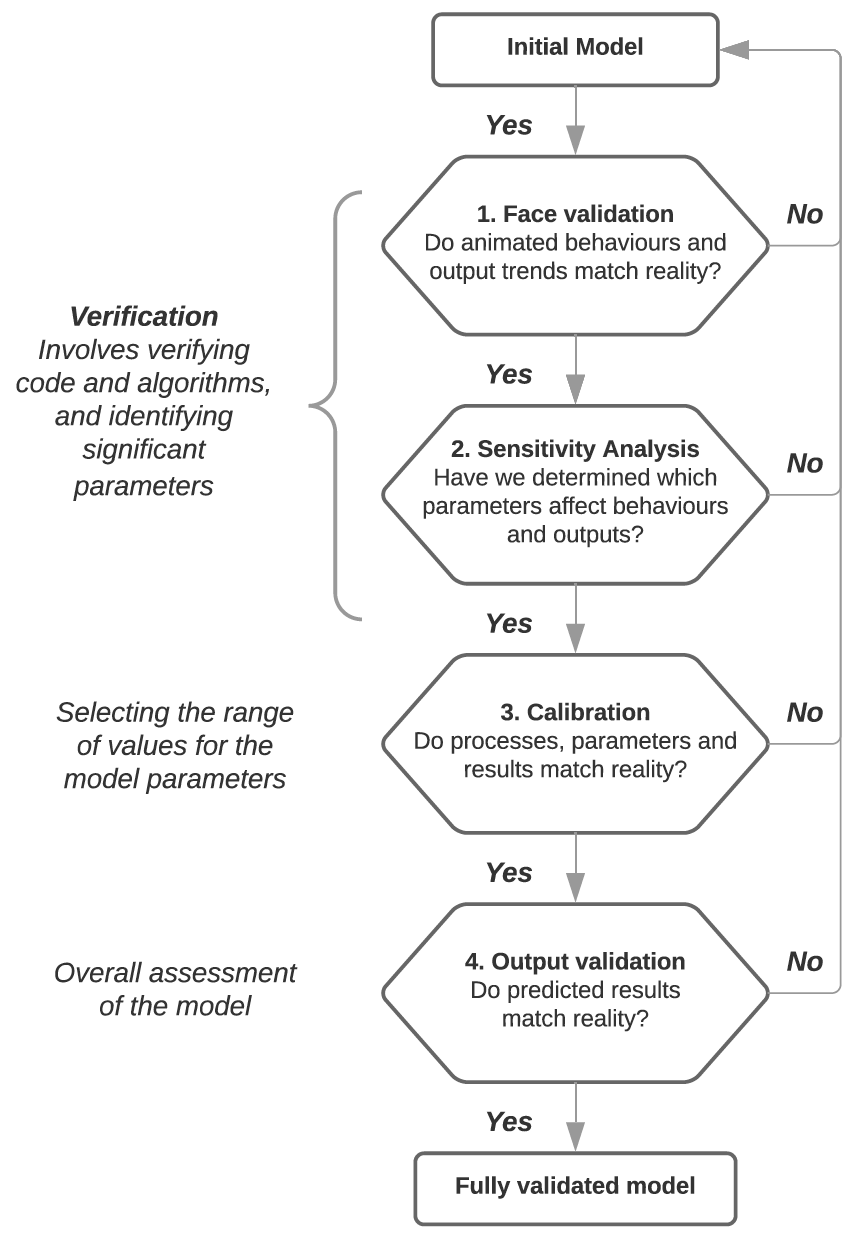 Initial Model
Yes
1. Face validation
Do animated behaviours and
output trends match reality?
No
Verification
Involves verifying
code and algorithms,
and identifying
significant
parameters
Yes
2. Sensitivity Analysis
Have we determined which
parameters affect behaviours
and outputs?
No
Yes
Selecting the range
of values for the
model parameters
3. Calibration
Do processes, parameters and
results match reality?
No
Yes
Overall assessment
of the model
4. Output validation
Do predicted results
match reality?
No
Yes
Fully validated model